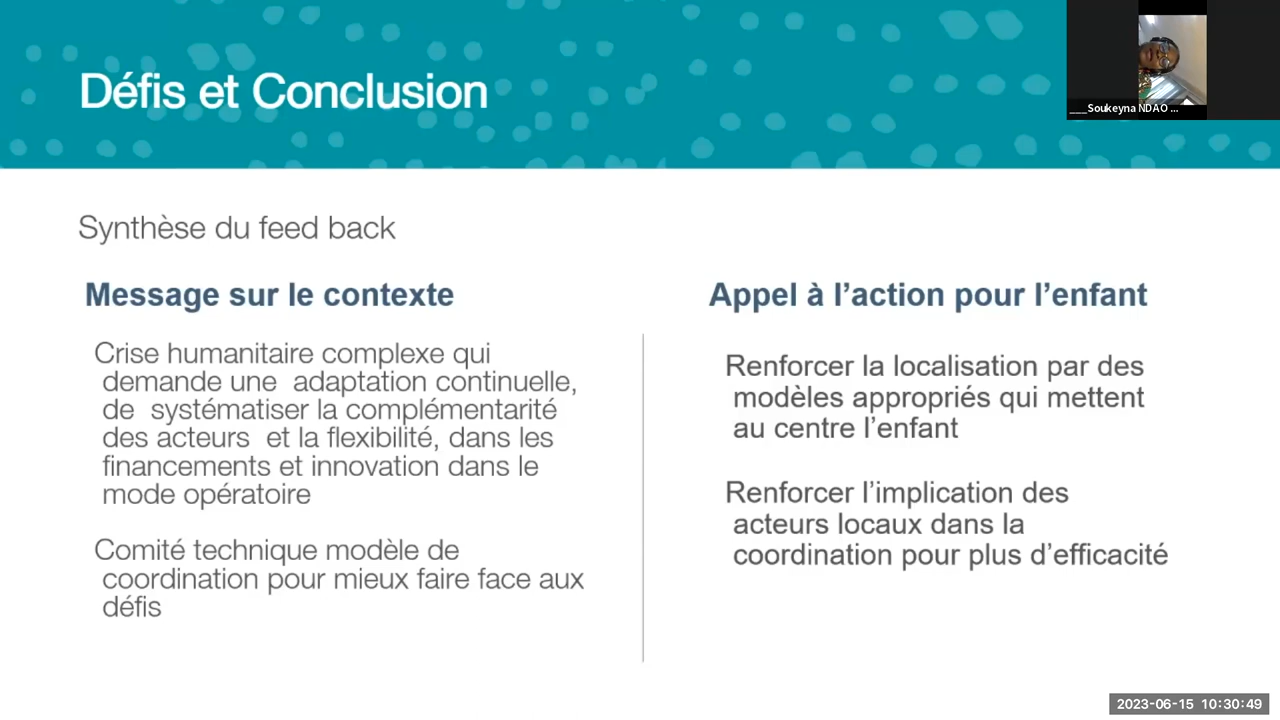 Défis et Conclusion
___Soukeyna NDAO ...
Synthèse du feed back
Message sur le contexte
Crise humanitaire complexe qui
demande une adaptation continuelle,
de systématiser la complémentarité
des acteurs et la flexibilité, dans les
financements et innovation dans le
mode opératoire
Comité technique modèle de
coordination pour mieux faire face aux
défis
Appel à l’action pour l’enfant
Renforcer la localisation par des
modèles appropriés qui mettent
au centre l’enfant
Renforcer l’implication des
acteurs locaux dans la
coordination pour plus d’efficacité
2023-06-15 10:30:49